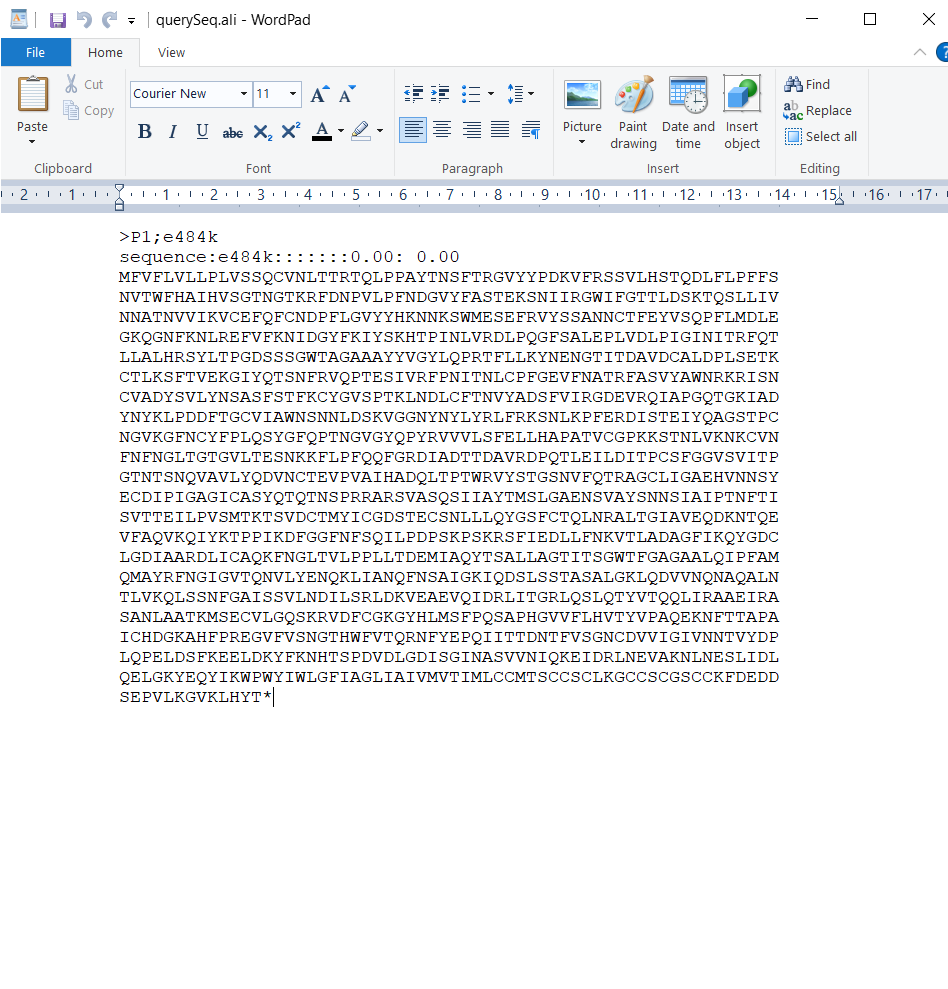 querySeq.ali - WordPad
File Home View
Paste Cut Copy Clipboard
Courier New 11 A A
B I U abc X₂ X² A Font
Paragraph
Picture Paint drawing Date and time Insert object Insert
Find Replace Select all Editing
2 1 1 2 3 4 5 6 7 8 9 10 11 12 13 14 15 16 17
>P1;e484k
sequence:e484k:::::::0.00: 0.00
MFVFLVLLPLVSSQCVNLTTRTQLPPAYTNSFTRGVYYPDKVFRSSVLHSTQDLFLPFFS
NVTWFHAIHVSGTNGTKRFDNPVLPFNDGVYFASTEKSNIIRGWIFGTTLDSKTQSLLIV
NNATNVVIKVCEFQFCNDPFLGVYYHKNNKSWMESEFRVYSSANNCTFEYVSQPFLMDLE
GKQGNFKNLREFVFKNIDGYFKIYSKHTPINLVRDLPQGFSALEPLVDLPIGINITRFQT
LLALHRSYLTPGDSSSGWTAGAAAYYVGYLQPRTFLLKYNENGTITDAVDCALDPLSETK
CTLKSFTVEKGIYQTSNFRVQPTESIVRFPNITNLCPFGEVFNATRFASVYAWNRKRISN
CVADYSVLYNSASFSTFKCYGVSPTKLNDLCFTNVYADSFVIRGDEVRQIAPGQTGKIAD
YNYKLPDDFTGCVIAWNSNNLDSKVGGNYNYLYRLFRKSNLKPFERDISTEIYQAGSTPC
NGVKGFNCYFPLQSYGFQPTNGVGYQPYRVVVLSFELLHAPATVCGPKKSTNLVKNKCVN
FNFNGLTGTGVLTESNKKFLPFQQFGRDIADTTDAVRDPQTLEILDITPCSFGGVSVITP
GTNTSNQVAVLYQDVNCTEVPVAIHADQLTPTWRVYSTGSNVFQTRAGCLIGAEHVNNSY
ECDIPIGAGICASYQTQTNSPRRARSVASQSIIAYTMSLGAENSVAYSNNSIAIPTNFTI
SVTTEILPVSMTKTSVDCTMYICGDSTECSNLLLQYGSFCTQLNRALTGIAVEQDKNTQE
VFAQVKQIYKTPPIKDFGGFNFSQILPDPSKPSKRSFIEDLLFNKVTLADAGFIKQYGDC
LGDIAARDLICAQKFNGLTVLPPLLTDEMIAQYTSALLAGTITSGWTFGAGAALQIPFAM
QMAYRFNGIGVTQNVLYENQKLIANQFNSAIGKIQDSLSSTASALGKLQDVVNQNAQALN
TLVKQLSSNFGAISSVLNDILSRLDKVEAEVQIDRLITGRLQSLQTYVTQQLIRAAEIRA
SANLAATKMSECVLGQSKRVDFCGKGYHLMSFPQSAPHGVVFLHVTYVPAQEKNFTTAPA
ICHDGKAHFPREGVFVSNGTHWFVTQRNFYEPQIITTDNTFVSGNCDVVIGIVNNTVYDP
LQPELDSFKEELDKYFKNHTSPDVDLGDISGINASVVNIQKEIDRLNEVAKNLNESLIDL
QELGKYEQYIKWPWYIWLGFIAGLIAIVMVTIMLCCMTSCCSCLKGCCSCGSCCKFDEDD
SEPVLKGVKLHYT*